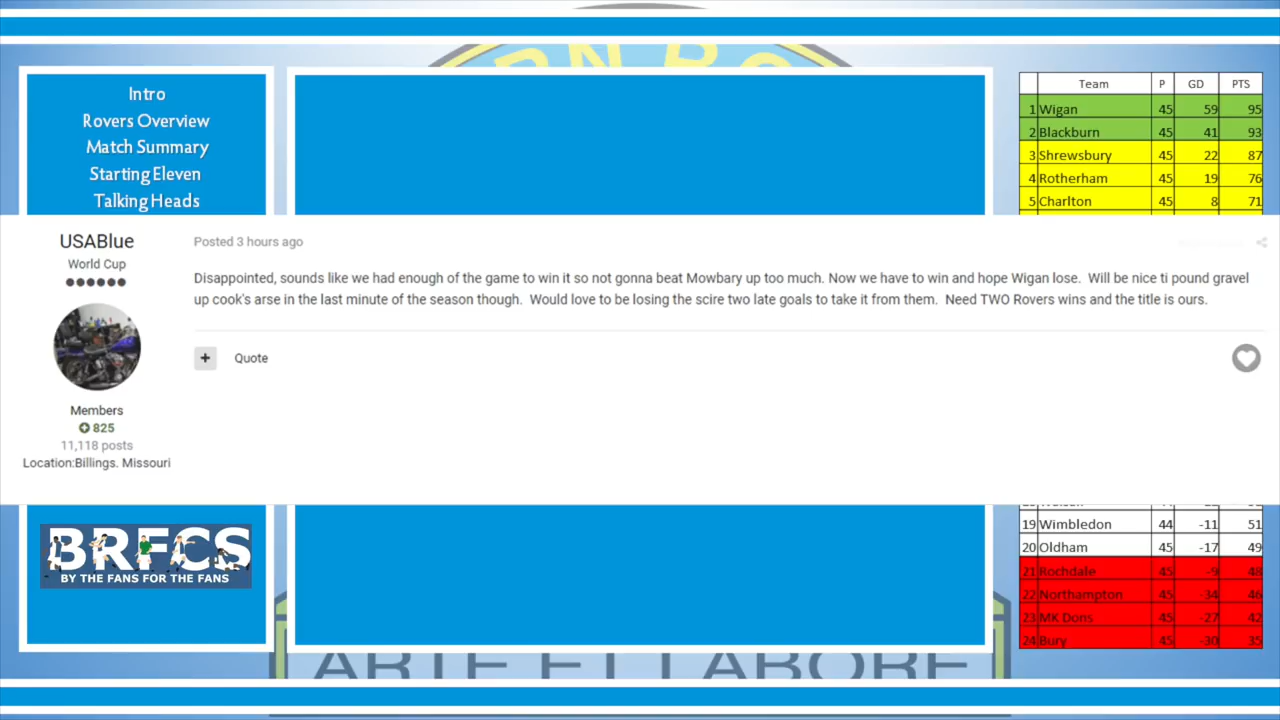 Intro
Rovers Overview
Match Summary
Starting Eleven
Talking Heads
Team P GD PTS
1 Wigan 45 59 95
2 Blackburn 45 41 93
3 Shrewsbury 45 22 87
4 Rotherham 45 19 76
5 Charlton 45 8 71
USABlue
World Cup
Members
825
11,118 posts
Location:Billings. Missouri
Posted 3 hours ago
Disappointed, sounds like we had enough of the game to win it so not gonna beat Mowbary up too much. Now we have to win and hope Wigan lose. Will be nice ti pound gravel
up cook's arse in the last minute of the season though. Would love to be losing the scire two late goals to take it from them. Need TWO Rovers wins and the title is ours.
+ Quote
19 Wimbledon 44 -11 51
20 Oldham 45 -17 49
21 Rochdale 45 -9 48
22 Northampton 45 -34 46
23 MK Dons 45 -27 42
24 Bury 45 -30 35
BRFCS
BY THE FANS FOR THE FANS
ARTE ET LABORE